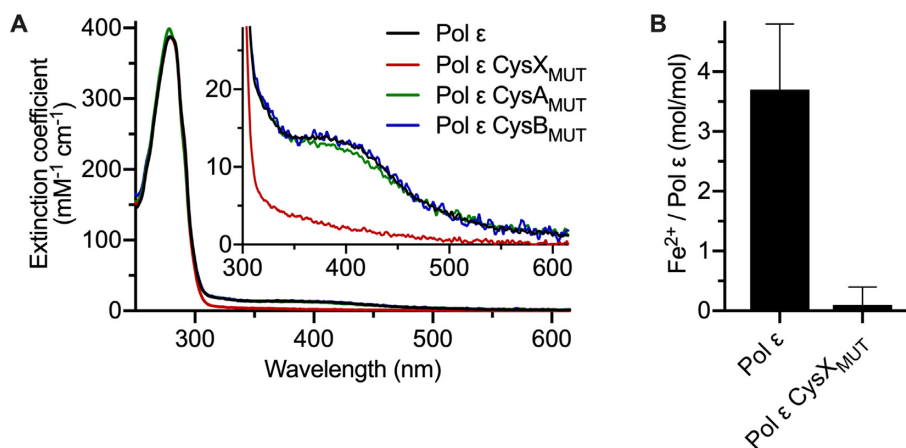 A
Extinction coefficient
(mM⁻¹ cm⁻¹)
400
300
200
100
0
300
400
500
600
Wavelength (nm)
20
10
0
300
400
500
600
Pol ε
Pol ε CysX_MUT
Pol ε CysA_MUT
Pol ε CysB_MUT
B
Fe²⁺ / Pol ε (mol/mol)
4
3
2
1
0
Pol ε
Pol ε CysX_MUT